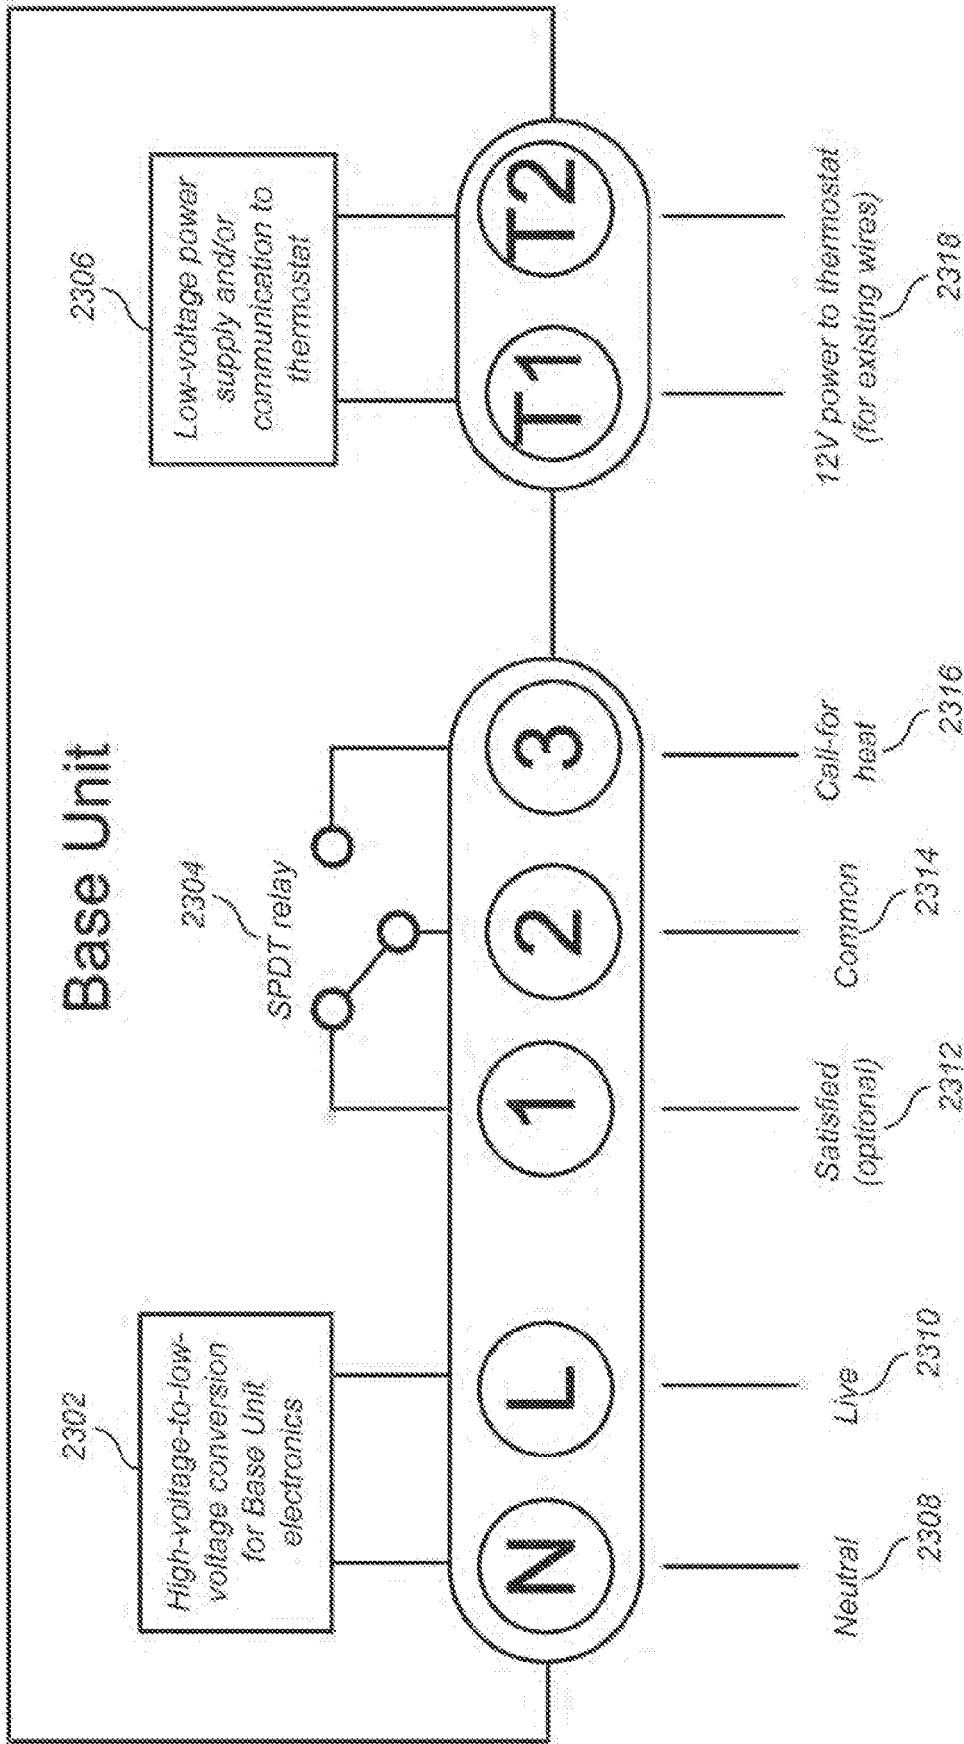 Base Unit
2302
High-voltage-to-low-
voltage conversion
for Base Unit
electronics
2304
SPDT relay
2306
Low-voltage power
supply and/or
communication to
thermostat
N
L
1
2
3
T1
T2
Neutral
2308
Live
2310
Satisfied
(optional)
2312
Common
2314
Call-for
heat
2316
12V power to thermostat
(for existing wires)
2318